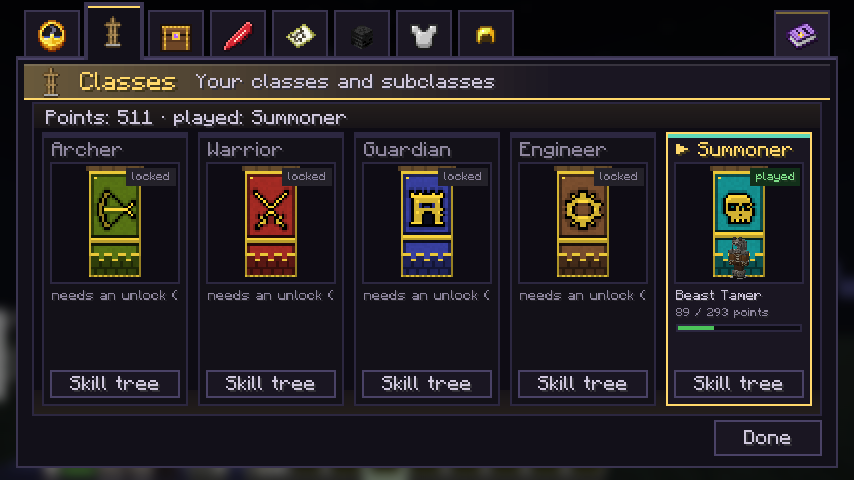 Classes Your classes and subclasses
Points: 511 · played: Summoner
Archer
locked
needs an unlock
Skill tree
Warrior
locked
needs an unlock
Skill tree
Guardian
locked
needs an unlock
Skill tree
Engineer
locked
needs an unlock
Skill tree
Summoner
played
Beast Tamer
89 / 293 points
Skill tree
Done